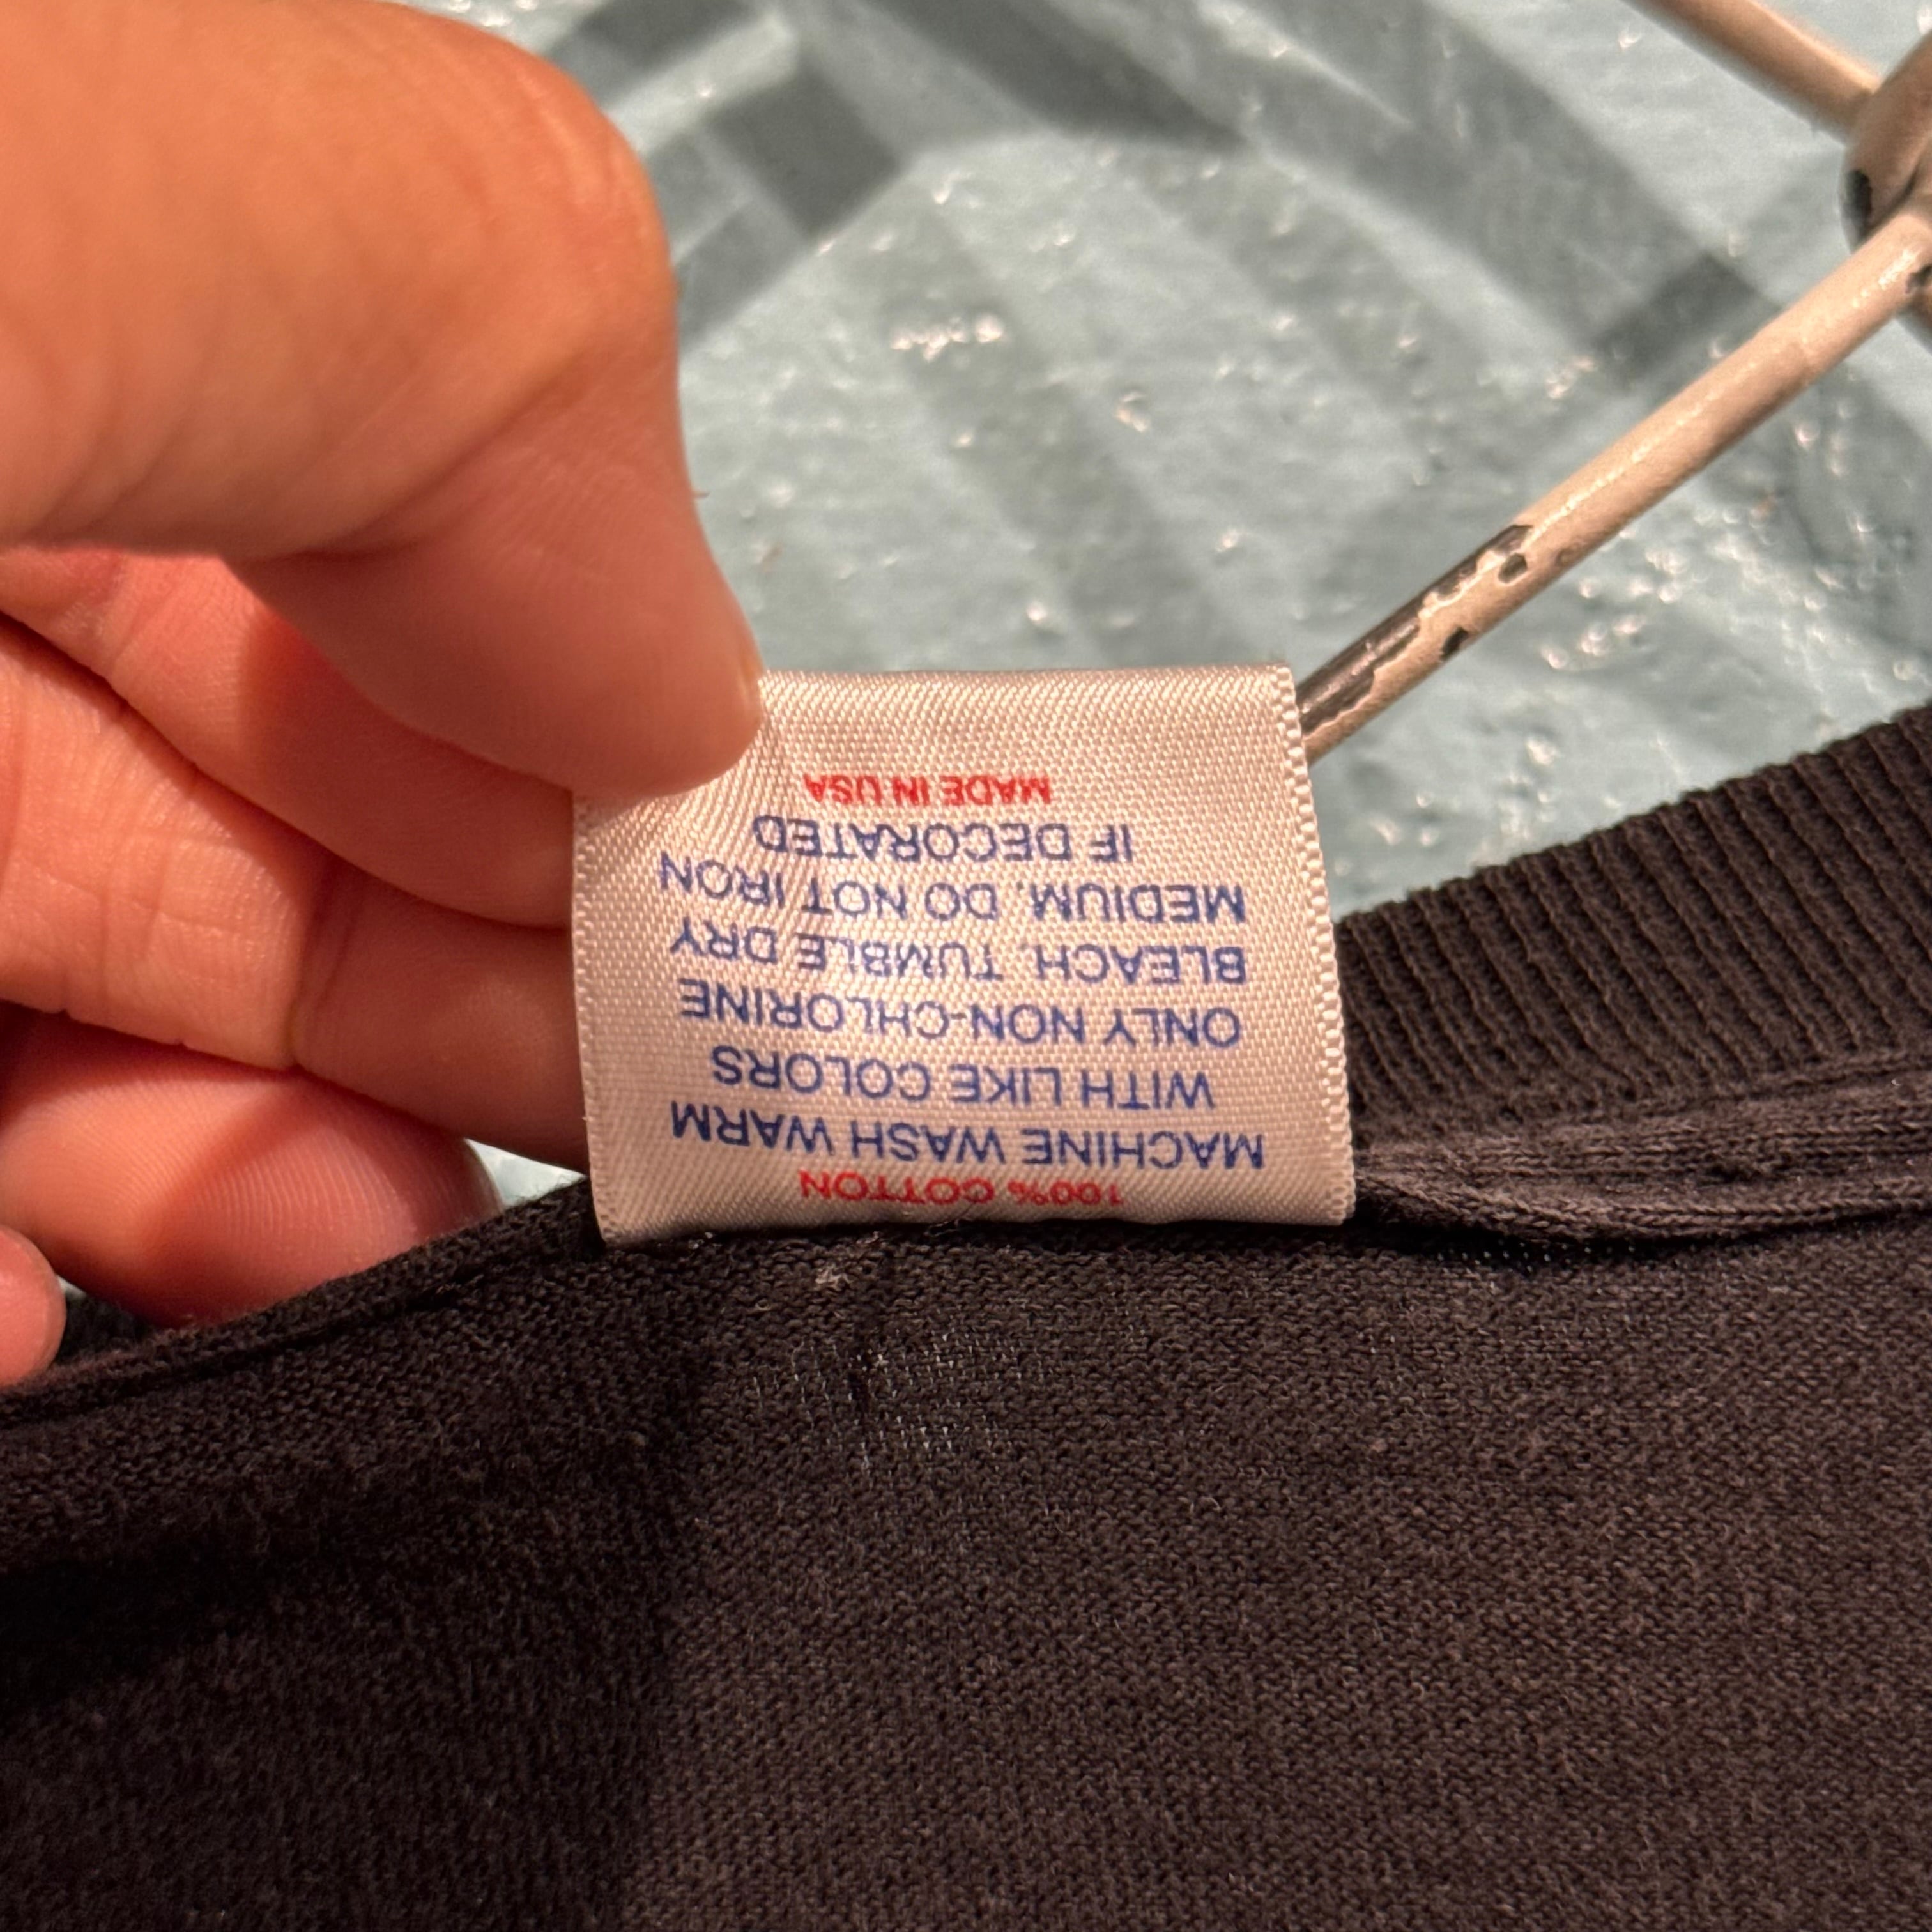 100% COTTON
MACHINE WASH WARM
WITH LIKE COLORS
ONLY NON-CHLORINE
BLEACH. TUMBLE DRY
MEDIUM. DO NOT IRON
IF DECORATED
MADE IN USA